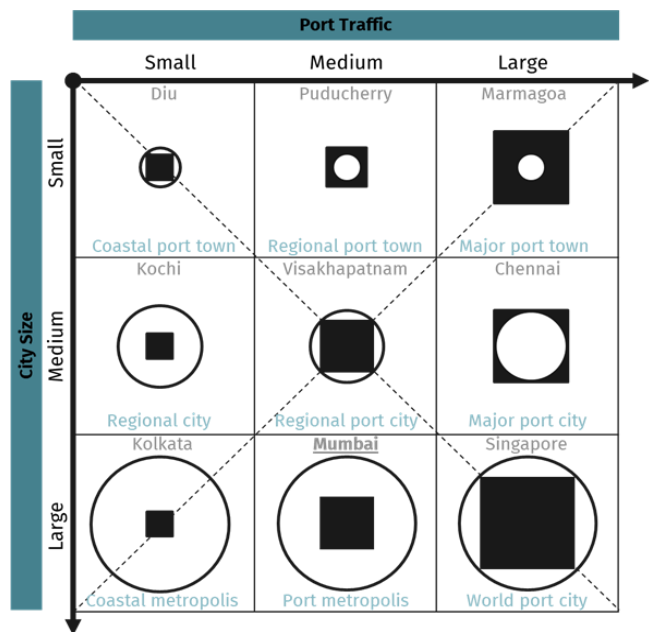 Port Traffic
Small Medium Large
City Size
Small
Diu Puducherry Marmagoa
Coastal port town Regional port town Major port town
Medium
Kochi Visakhapatnam Chennai
Regional city Regional port city Major port city
Large
Kolkata Mumbai Singapore
Coastal metropolis Port metropolis World port city